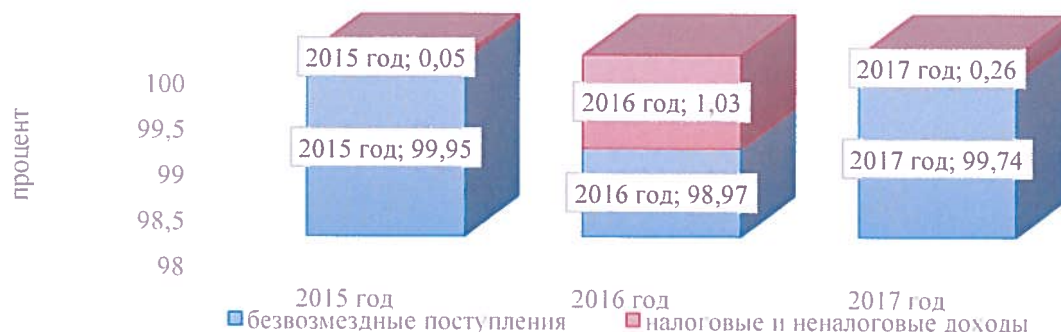 процент
100
99,5
99
98,5
98
2015 год; 0,05
2015 год; 99,95
2016 год; 1,03
2016 год; 98,97
2017 год; 0,26
2017 год; 99,74
2015 год
2016 год
2017 год
безвозмездные поступления
налоговые и неналоговые доходы